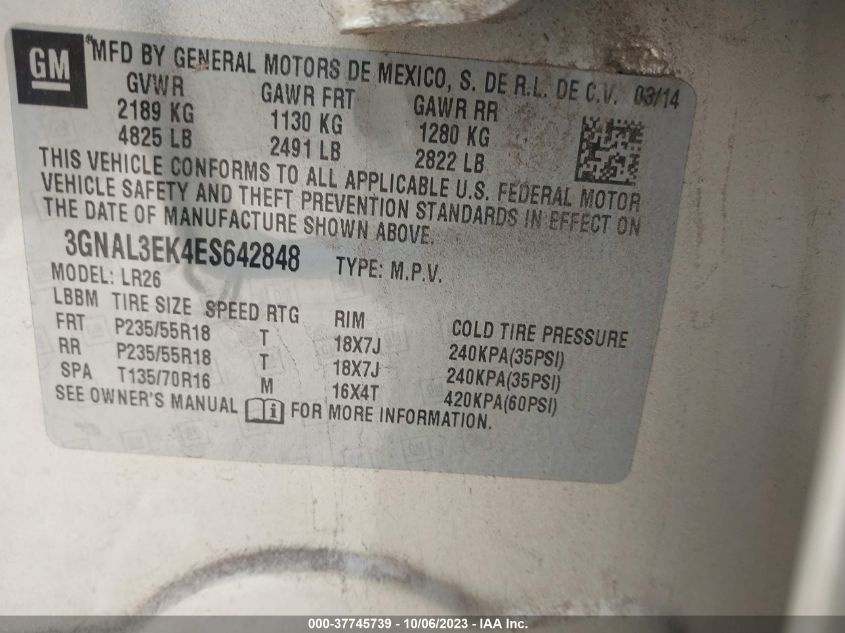 GM
MFD BY GENERAL MOTORS DE MEXICO, S. DE R.L. DE C.V. 03/14
GVWR GAWR FRT GAWR RR
2189 KG 1130 KG 1280 KG
4825 LB 2491 LB 2822 LB
THIS VEHICLE CONFORMS TO ALL APPLICABLE U.S. FEDERAL MOTOR
VEHICLE SAFETY AND THEFT PREVENTION STANDARDS IN EFFECT ON
THE DATE OF MANUFACTURE SHOWN ABOVE.
3GNAL3EK4ES642848 TYPE: M.P.V.
MODEL: LR26
LBBM TIRE SIZE SPEED RTG RIM COLD TIRE PRESSURE
FRT P235/55R18 T 18X7J 240KPA(35PSI)
RR P235/55R18 T 18X7J 240KPA(35PSI)
SPA T135/70R16 M 16X4T 420KPA(60PSI)
SEE OWNER'S MANUAL FOR MORE INFORMATION.
000-37745739 - 10/06/2023 - IAA Inc.